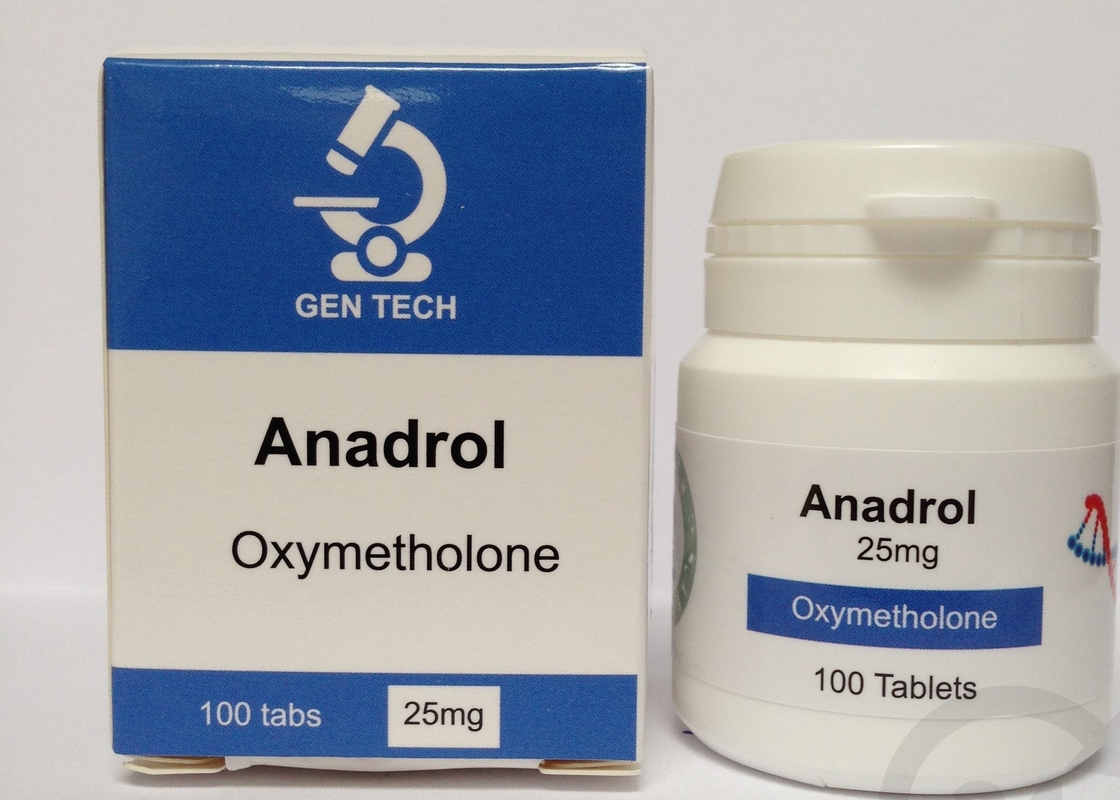 GEN TECH
Anadrol
Oxymetholone
100 tabs
25mg
Anadrol
25mg
Oxymetholone
100 Tablets